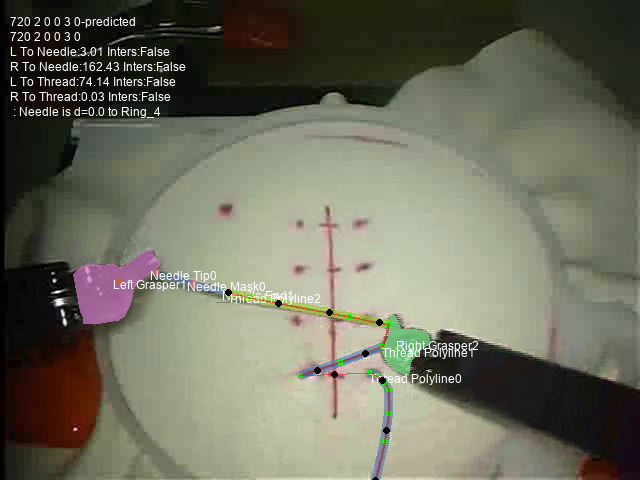 720 2 0 0 3 0-predicted
720 2 0 0 3 0
L To Needle:3.01 Inters:False
R To Needle:162.43 Inters:False
L To Thread:74.14 Inters:False
R To Thread:0.03 Inters:False
: Needle is d=0.0 to Ring_4
Needle Tip0
Left Grasper1
Needle Mask0
Thread Polyline2
Right Grasper2
Thread Polyline1
Thread Polyline0